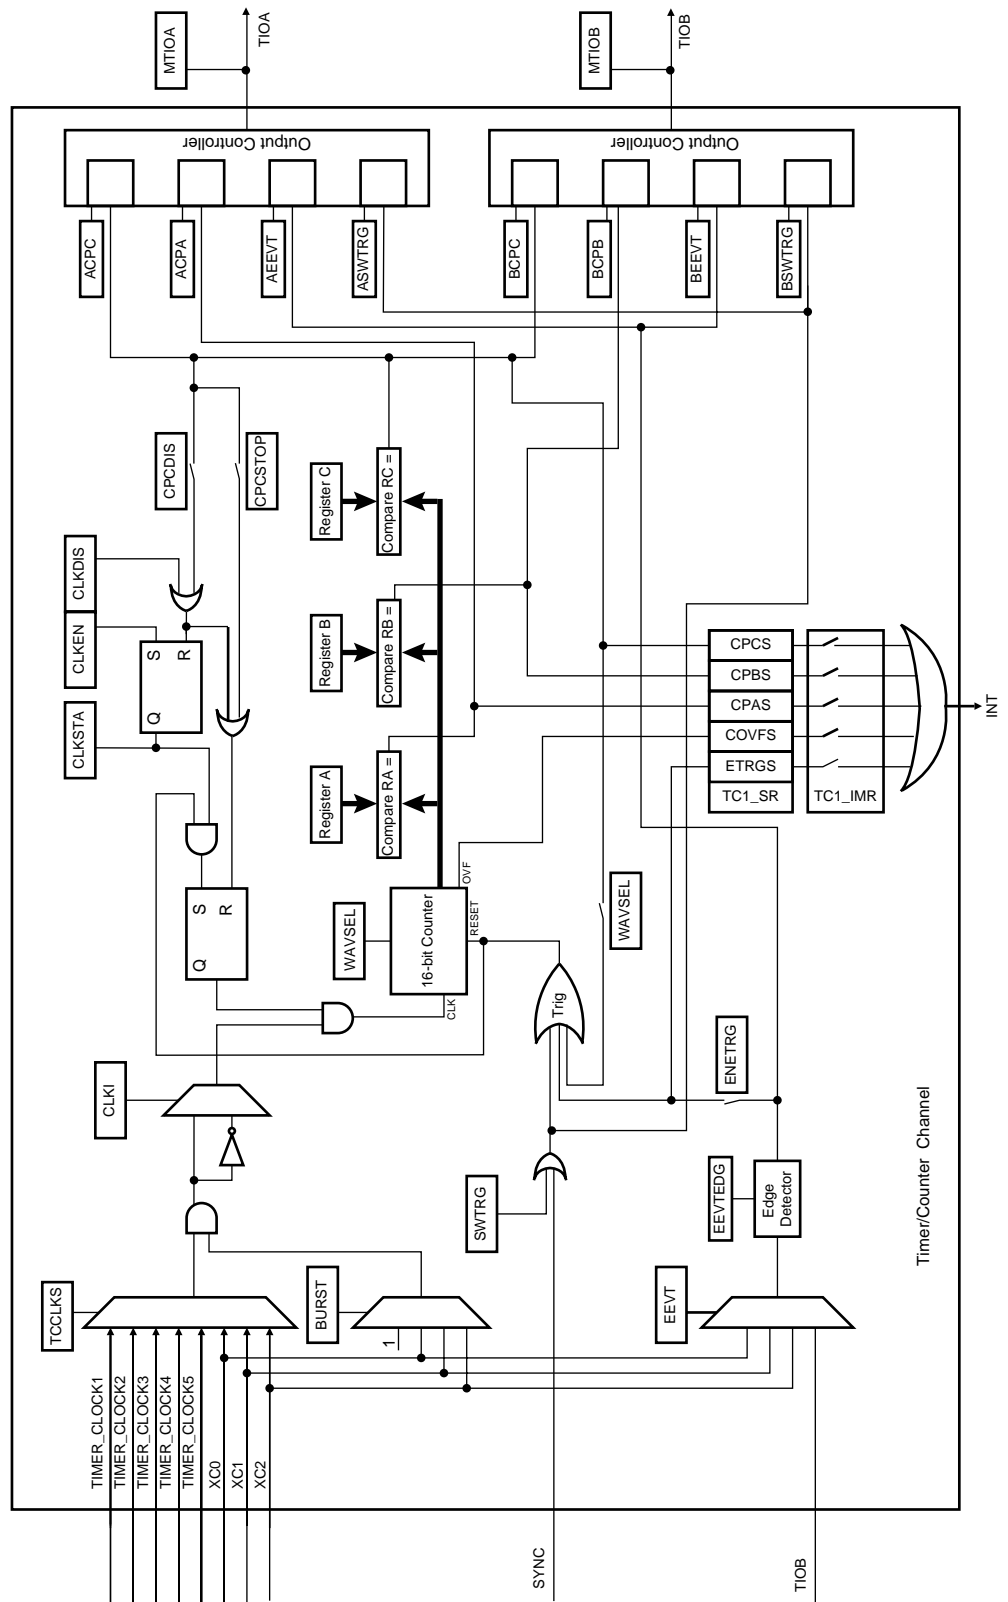 TIMER_CLOCK1
TIMER_CLOCK2
TIMER_CLOCK3
TIMER_CLOCK4
TIMER_CLOCK5
XC0
XC1
XC2
TCCLKS
CLKI
CLKSTA
CLKEN
CLKDIS
CPCDIS
CPCSTOP
Q
S
R
Q
S
R
BURST
1
WAVSEL
16-bit Counter
CLK
RESET
OVF
Register A
Register B
Register C
Compare RA =
Compare RB =
Compare RC =
ACPC
ACPA
AEEVT
ASWTRG
Output Controller
MTIOA
TIOA
BCPC
BCPB
BEEVT
BSWTRG
Output Controller
MTIOB
TIOB
SYNC
SWTRG
Trig
WAVSEL
TIOB
EEVT
EEVTEDG
Edge
Detector
ENETRG
CPCS
CPBS
CPAS
COVFS
ETRGS
TC1_SR
TC1_IMR
INT
Timer/Counter Channel